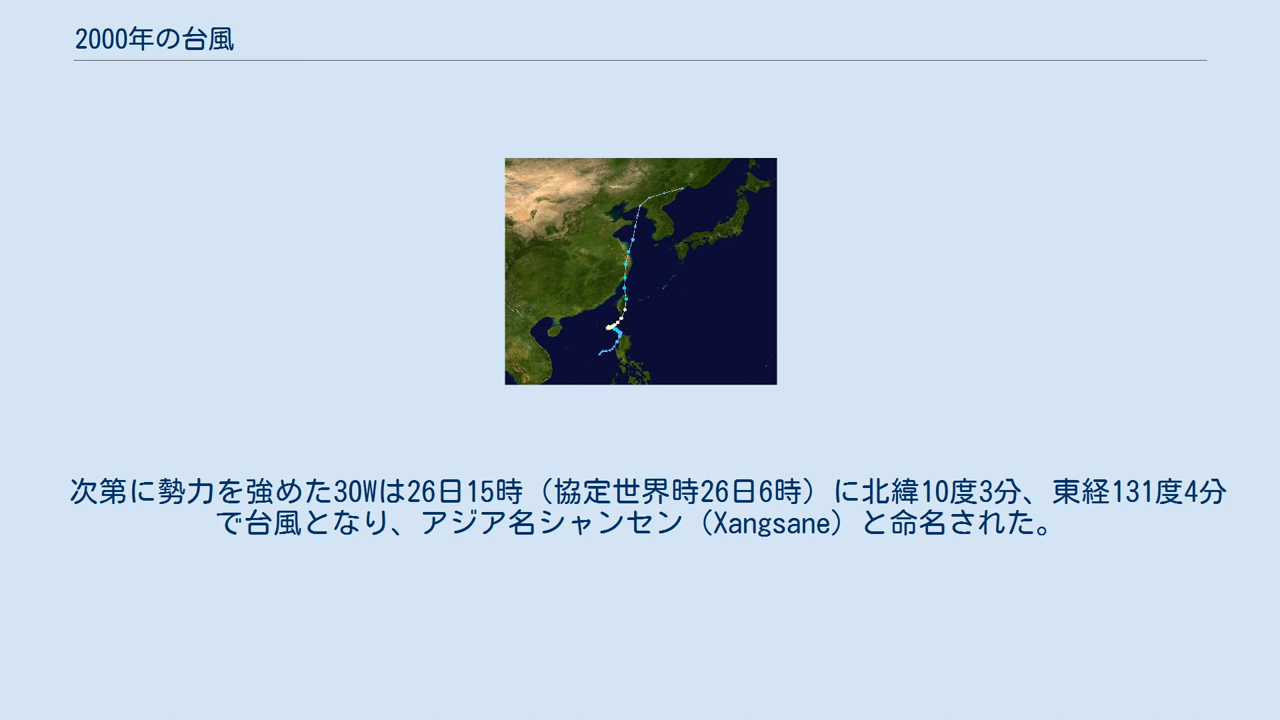 2000年の台風
次第に勢力を強めた30Wは26日15時（協定世界時26日6時）に北緯10度3分、東経131度4分
で台風となり、アジア名シャンセン（Xangsane）と命名された。